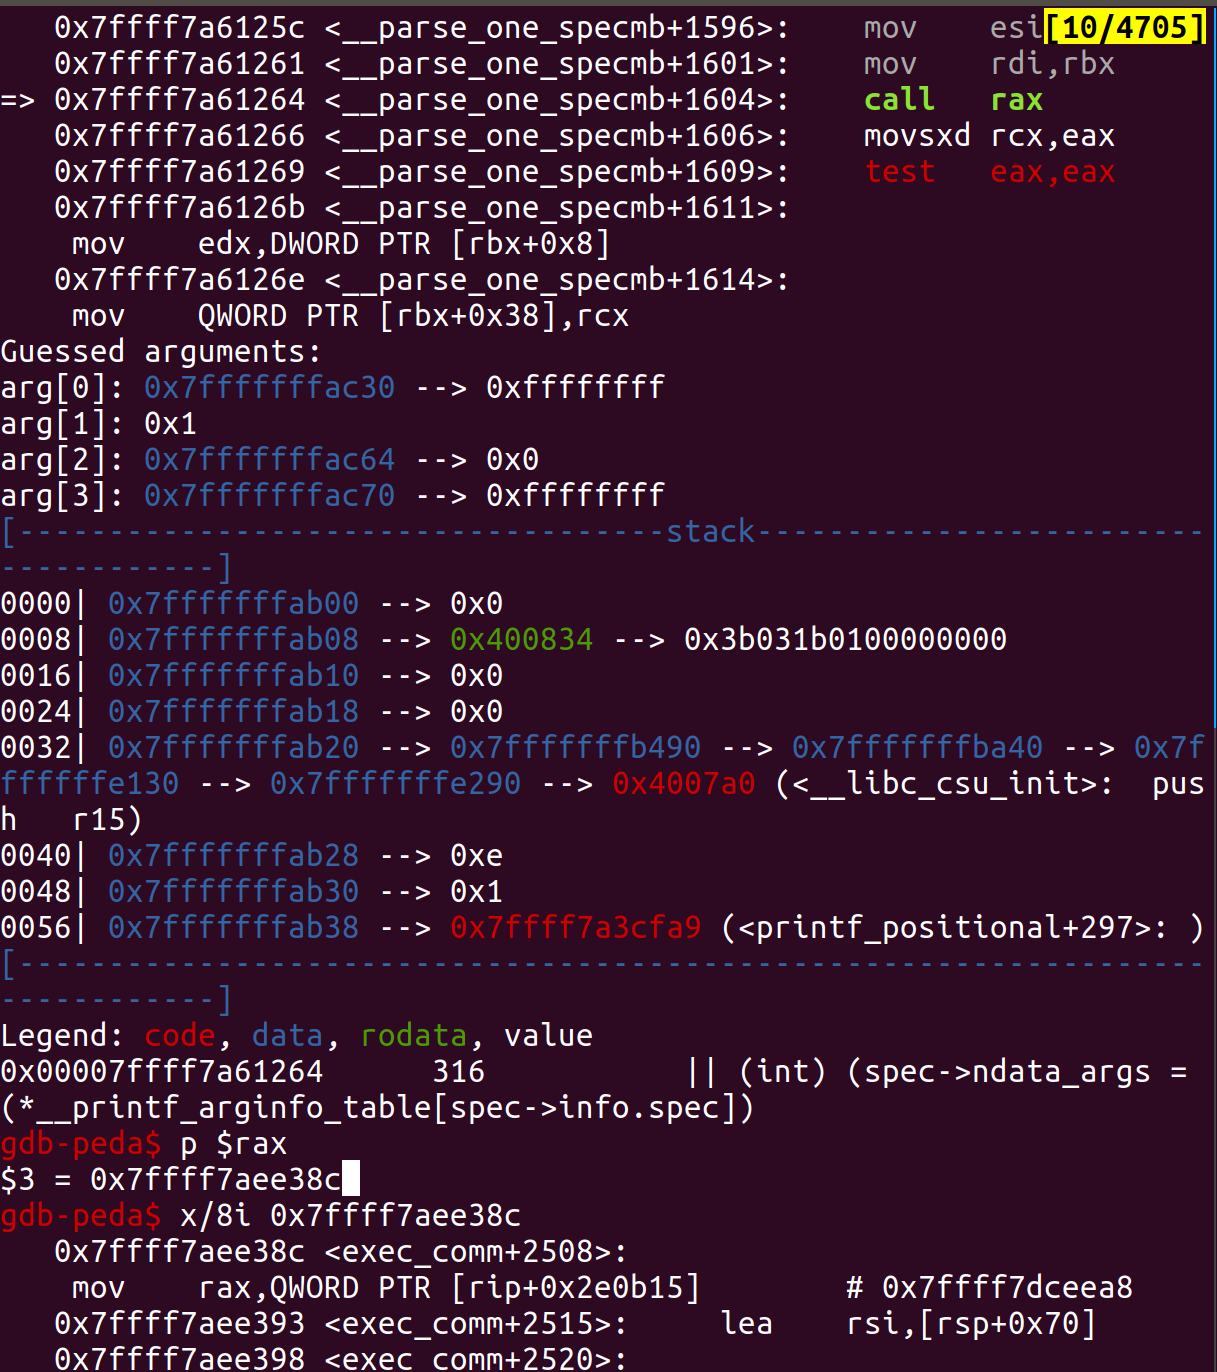 0x7ffff7a6125c <__parse_one_specmb+1596>: mov esi[10/4705]
0x7ffff7a61261 <__parse_one_specmb+1601>: mov rdi,rbx
=> 0x7ffff7a61264 <__parse_one_specmb+1604>: call rax
0x7ffff7a61266 <__parse_one_specmb+1606>: movsxd rcx,eax
0x7ffff7a61269 <__parse_one_specmb+1609>: test eax,eax
0x7ffff7a6126b <__parse_one_specmb+1611>:
mov edx,DWORD PTR [rbx+0x8]
0x7ffff7a6126e <__parse_one_specmb+1614>:
mov QWORD PTR [rbx+0x38],rcx
Guessed arguments:
arg[0]: 0x7fffffffac30 --> 0xffffffff
arg[1]: 0x1
arg[2]: 0x7fffffffac64 --> 0x0
arg[3]: 0x7fffffffac70 --> 0xffffffff
[------------------------------------stack-------------------------
------------]
0000| 0x7fffffffab00 --> 0x0
0008| 0x7fffffffab08 --> 0x400834 --> 0x3b031b0100000000
0016| 0x7fffffffab10 --> 0x0
0024| 0x7fffffffab18 --> 0x0
0032| 0x7fffffffab20 --> 0x7fffffffb490 --> 0x7fffffffba40 --> 0x7f
ffffffe130 --> 0x7fffffffe290 --> 0x4007a0 (<__libc_csu_init>: pus
h r15)
0040| 0x7fffffffab28 --> 0xe
0048| 0x7fffffffab30 --> 0x1
0056| 0x7fffffffab38 --> 0x7ffff7a3cfa9 (<printf_positional+297>: )
[------------------------------------------------------------------
------------]
Legend: code, data, rodata, value
0x00007ffff7a61264 316 || (int) (spec->ndata_args =
(*__printf_arginfo_table[spec->info.spec])
gdb-peda$ p $rax
$3 = 0x7ffff7aee38c
gdb-peda$ x/8i 0x7ffff7aee38c
0x7ffff7aee38c <exec_comm+2508>:
mov rax,QWORD PTR [rip+0x2e0b15] # 0x7ffff7dceea8
0x7ffff7aee393 <exec_comm+2515>: lea rsi,[rsp+0x70]
0x7ffff7aee398 <exec_comm+2520>: